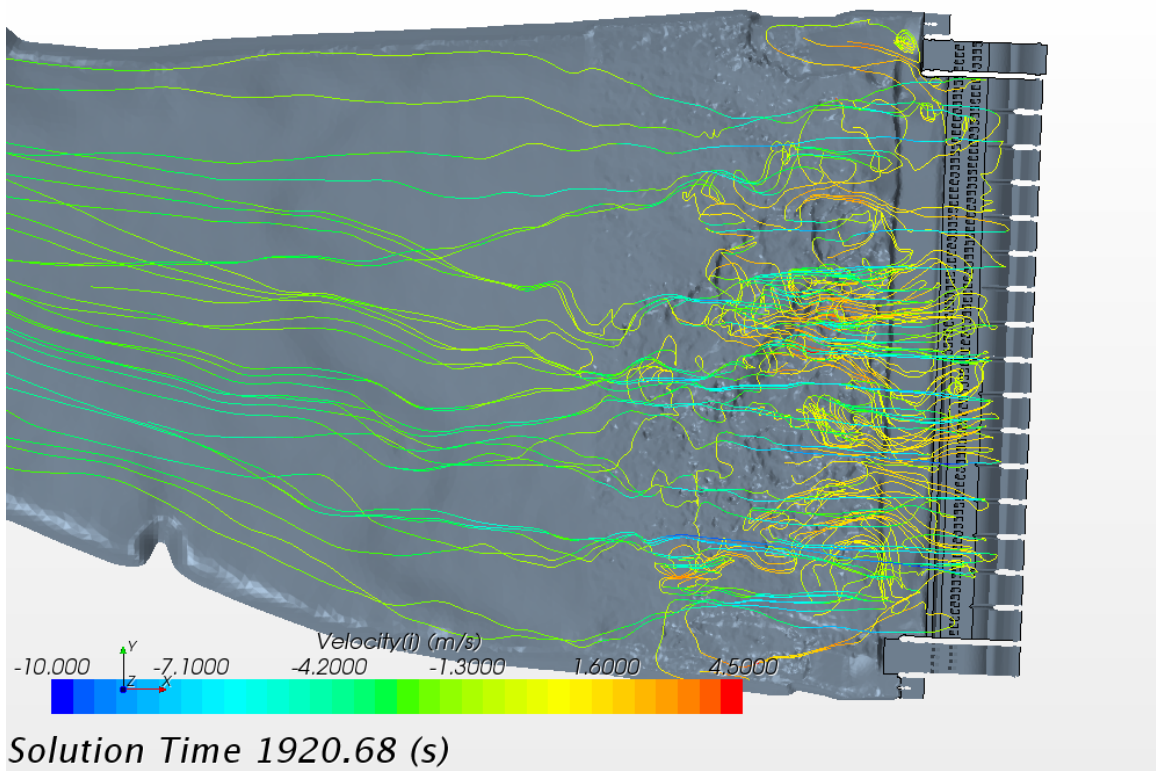 Velocity(i) (m/s)
-10.000 -7.1000 -4.2000 -1.3000 1.6000 4.5000
Y
Z X
Solution Time 1920.68 (s)